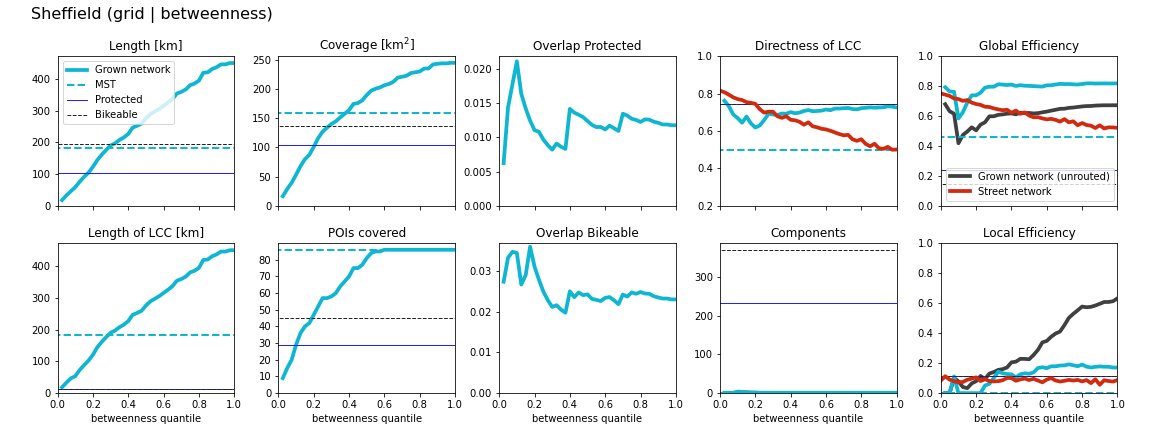 Sheffield (grid | betweenness)
Length [km]
Coverage [km²]
Overlap Protected
Directness of LCC
Global Efficiency
400
300
200
100
0
Grown network
MST
Protected
Bikeable
250
200
150
100
50
0
0.020
0.015
0.010
0.005
0.000
1.0
0.8
0.6
0.4
0.2
1.0
0.8
0.6
0.4
0.2
0.0
Grown network (unrouted)
Street network
Length of LCC [km]
POIs covered
Overlap Bikeable
Components
Local Efficiency
400
300
200
100
0
80
70
60
50
40
30
20
10
0.03
0.02
0.01
0.00
300
200
100
0
1.0
0.8
0.6
0.4
0.2
0.0
0.0 0.2 0.4 0.6 0.8 1.0
0.0 0.2 0.4 0.6 0.8 1.0
0.0 0.2 0.4 0.6 0.8 1.0
0.0 0.2 0.4 0.6 0.8 1.0
0.0 0.2 0.4 0.6 0.8 1.0
betweenness quantile
betweenness quantile
betweenness quantile
betweenness quantile
betweenness quantile